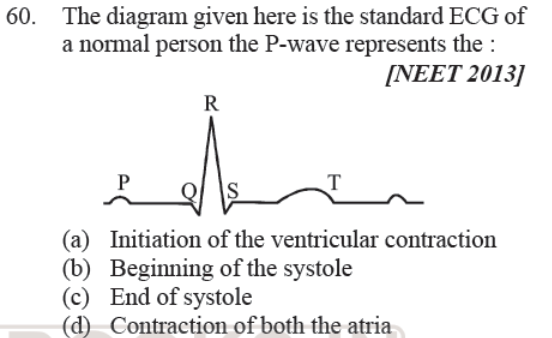 60. The diagram given here is the standard ECG of
a normal person the P-wave represents the :
[NEET 2013]
R
P
Q
S
T
(a) Initiation of the ventricular contraction
(b) Beginning of the systole
(c) End of systole
(d) Contraction of both the atria